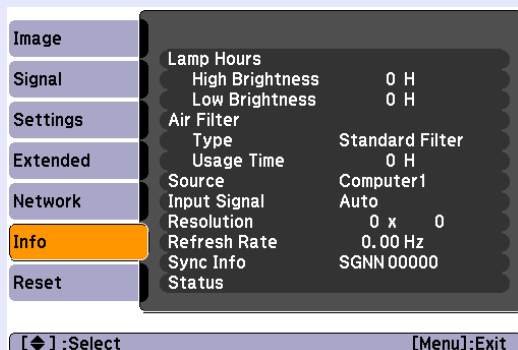 Image
Signal
Settings
Extended
Network
Info
Reset
Lamp Hours
High Brightness 0 H
Low Brightness 0 H
Air Filter
Type Standard Filter
Usage Time 0 H
Source Computer1
Input Signal Auto
Resolution 0 x 0
Refresh Rate 0.00 Hz
Sync Info SGNN 00000
Status
[◆] :Select [Menu]:Exit